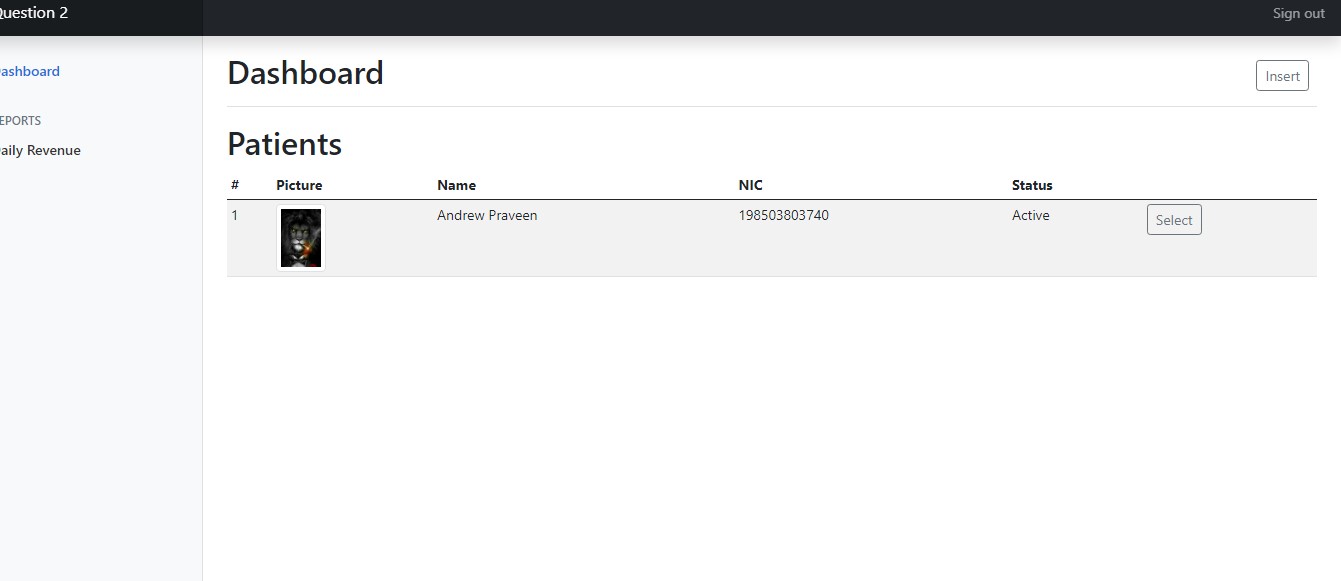 uestion 2
Sign out
ashboard
Dashboard
Insert
EPORTS
aily Revenue
Patients
# Picture Name NIC Status
1 Andrew Praveen 198503803740 Active Select